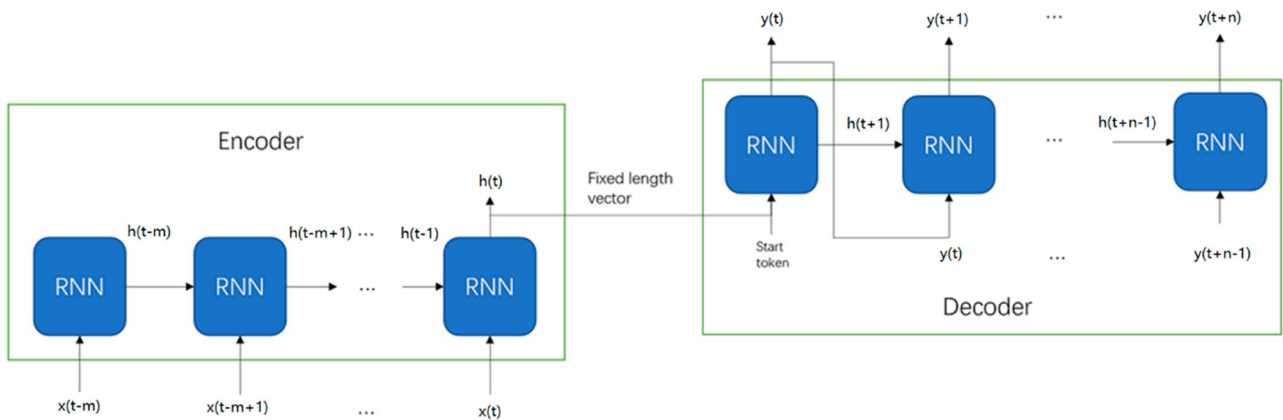 y(t)
y(t+1)
...
y(t+n)
Encoder
RNN
h(t+1)
RNN
...
h(t+n-1)
RNN
h(t)
Fixed length
vector
Start
token
y(t)
...
y(t+n-1)
Decoder
RNN
h(t-m)
RNN
h(t-m+1)
...
...
h(t-1)
RNN
x(t-m)
x(t-m+1)
...
x(t)